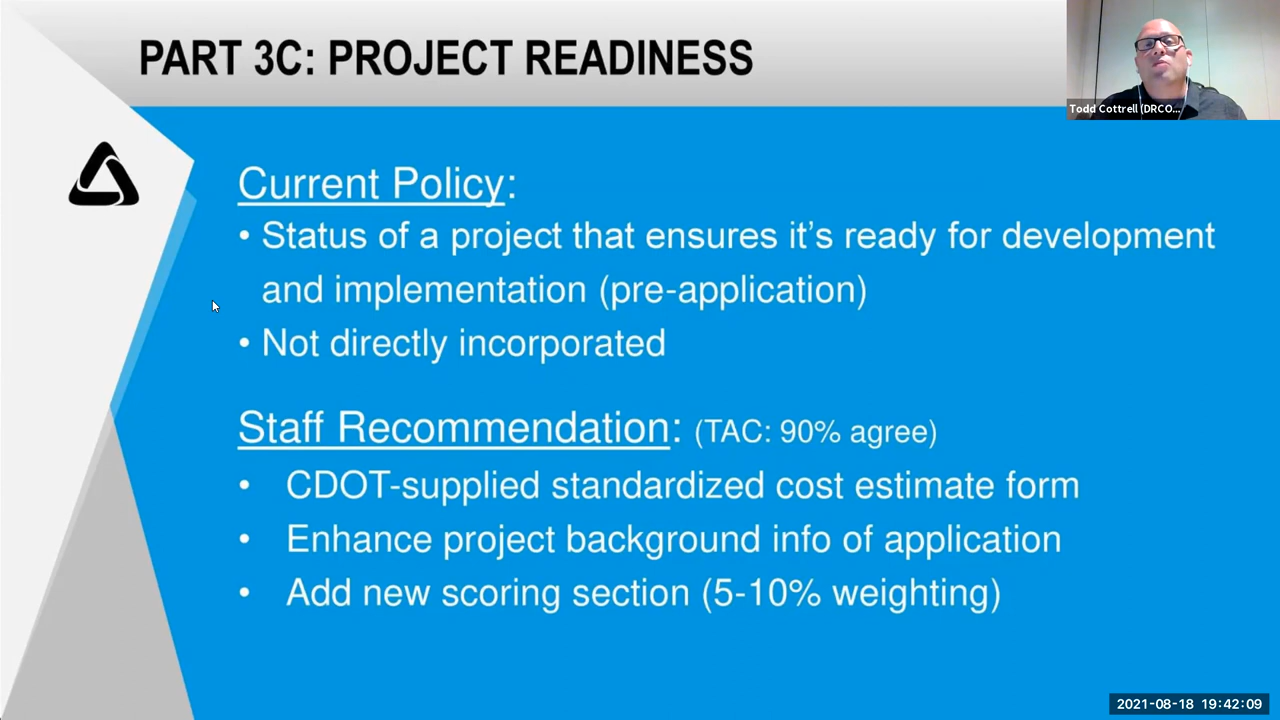 PART 3C: PROJECT READINESS
Todd Cottrell (DRCO...
Current Policy:
• Status of a project that ensures it’s ready for development
and implementation (pre-application)
• Not directly incorporated
Staff Recommendation: (TAC: 90% agree)
• CDOT-supplied standardized cost estimate form
• Enhance project background info of application
• Add new scoring section (5-10% weighting)
2021-08-18 19:42:09